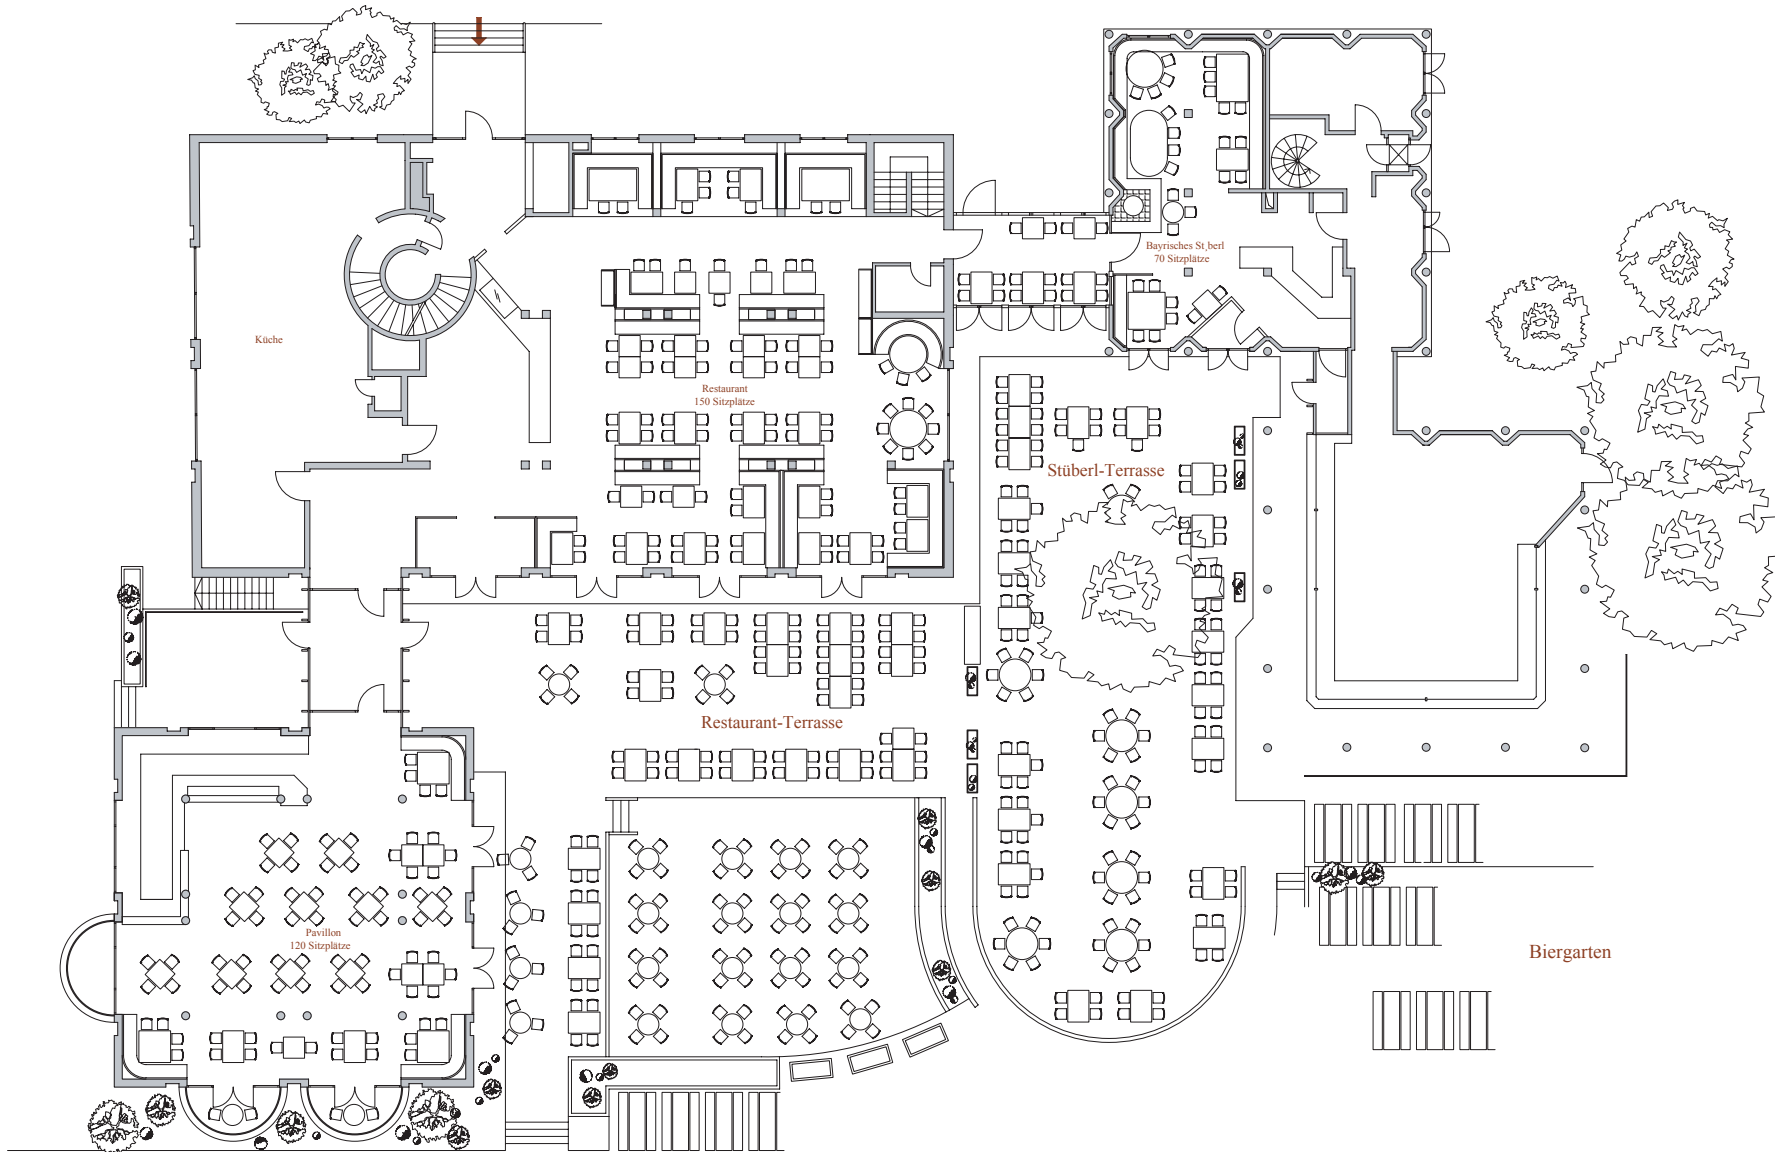 Bayrisches St¸berl
70 Sitzplätze
Küche
Restaurant
150 Sitzplätze
Stüberl-Terrasse
Restaurant-Terrasse
Pavillon
120 Sitzplätze
Biergarten